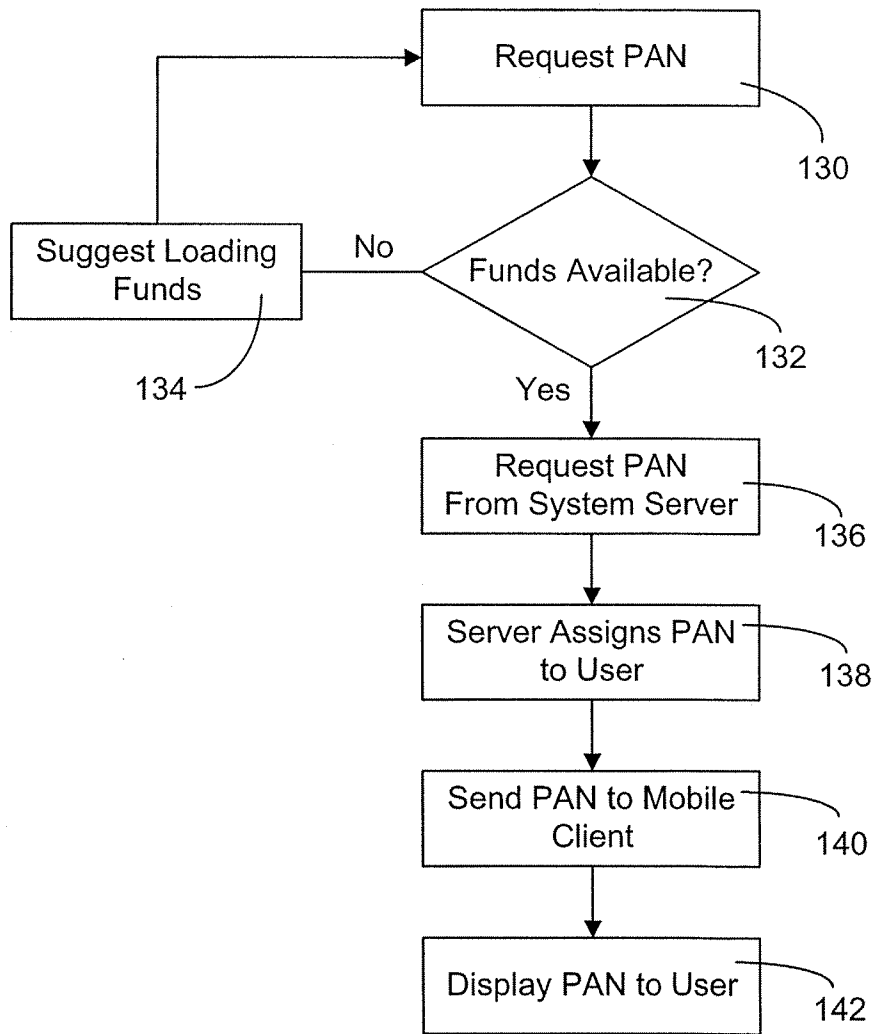 Request PAN
130
Suggest Loading
Funds
134
No
Funds Available?
132
Yes
Request PAN
From System Server
136
Server Assigns PAN
to User
138
Send PAN to Mobile
Client
140
Display PAN to User
142